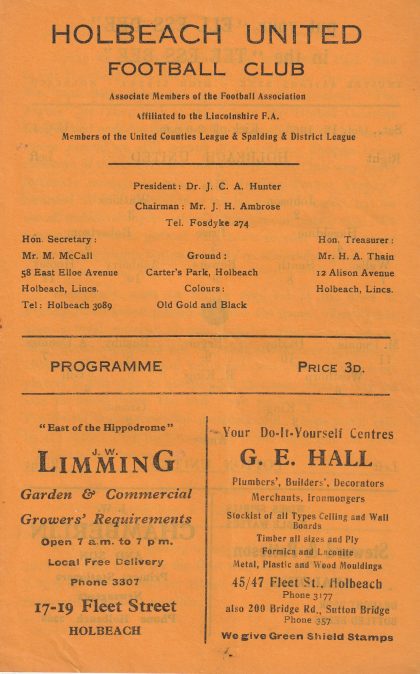 HOLBEACH UNITED
FOOTBALL CLUB
Associate Members of the Football Association
Affiliated to the Lincolnshire F.A.
Members of the United Counties League & Spalding & District League
President: Dr. J. C. A. Hunter
Chairman: Mr. J. H. Ambrose
Tel. Fosdyke 274
Hon. Secretary:
Mr. M. McCall
58 East Elloe Avenue
Holbeach, Lincs.
Tel: Holbeach 3089
Ground:
Carter's Park, Holbeach
Colours:
Old Gold and Black
Hon. Treasurer:
Mr. H. A. Thain
12 Alison Avenue
Holbeach, Lincs.
PROGRAMME PRICE 3D.
"East of the Hippodrome"
J. W.
LIMMING
Garden & Commercial
Growers' Requirements
Open 7 a.m. to 7 p.m.
Local Free Delivery
Phone 3307
17-19 Fleet Street
HOLBEACH
Your Do-It-Yourself Centres
G. E. HALL
Plumbers', Builders', Decorators
Merchants, Ironmongers
Stockist of all Types Ceiling and Wall
Boards
Timber all sizes and Ply
Formica and Laconite
Metal, Plastic and Wood Mouldings
45/47 Fleet St., Holbeach
Phone 3177
also 200 Bridge Rd., Sutton Bridge
Phone 357
We give Green Shield Stamps